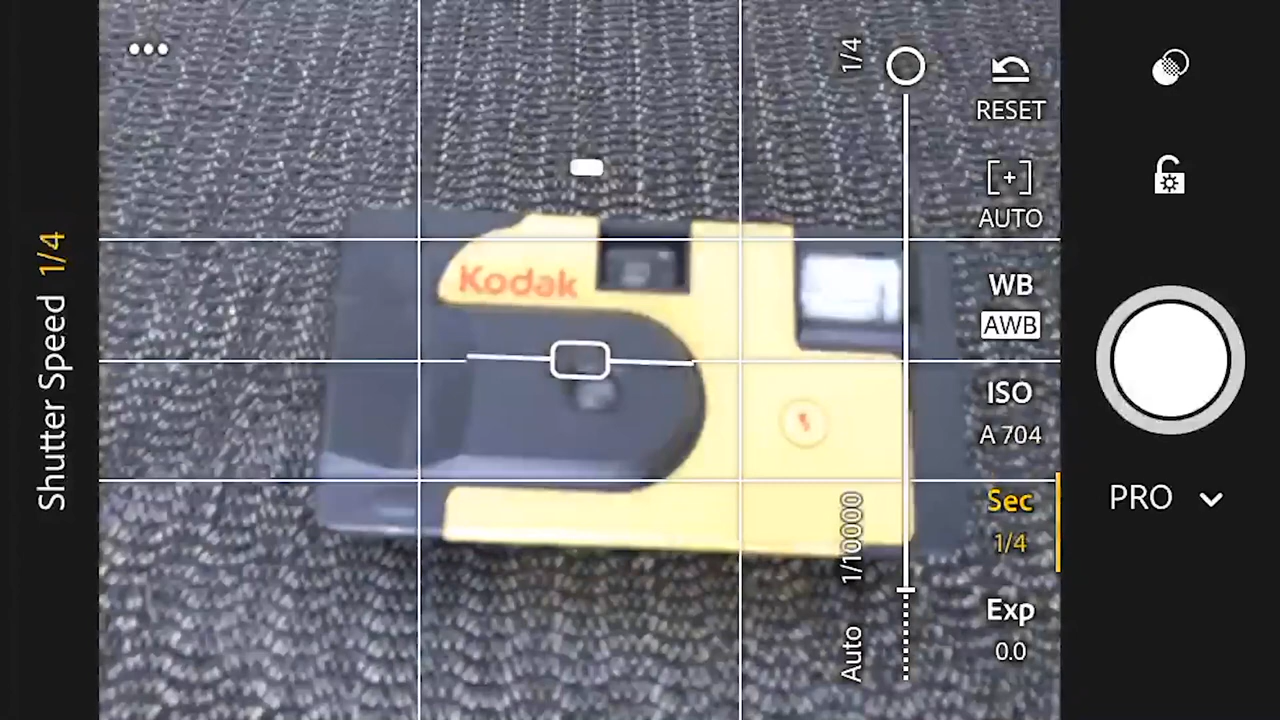 Shutter Speed 1/4
Kodak
1/4
1/10000
Auto
RESET
[+]
AUTO
WB
AWB
ISO
A 704
Sec
1/4
Exp
0.0
PRO